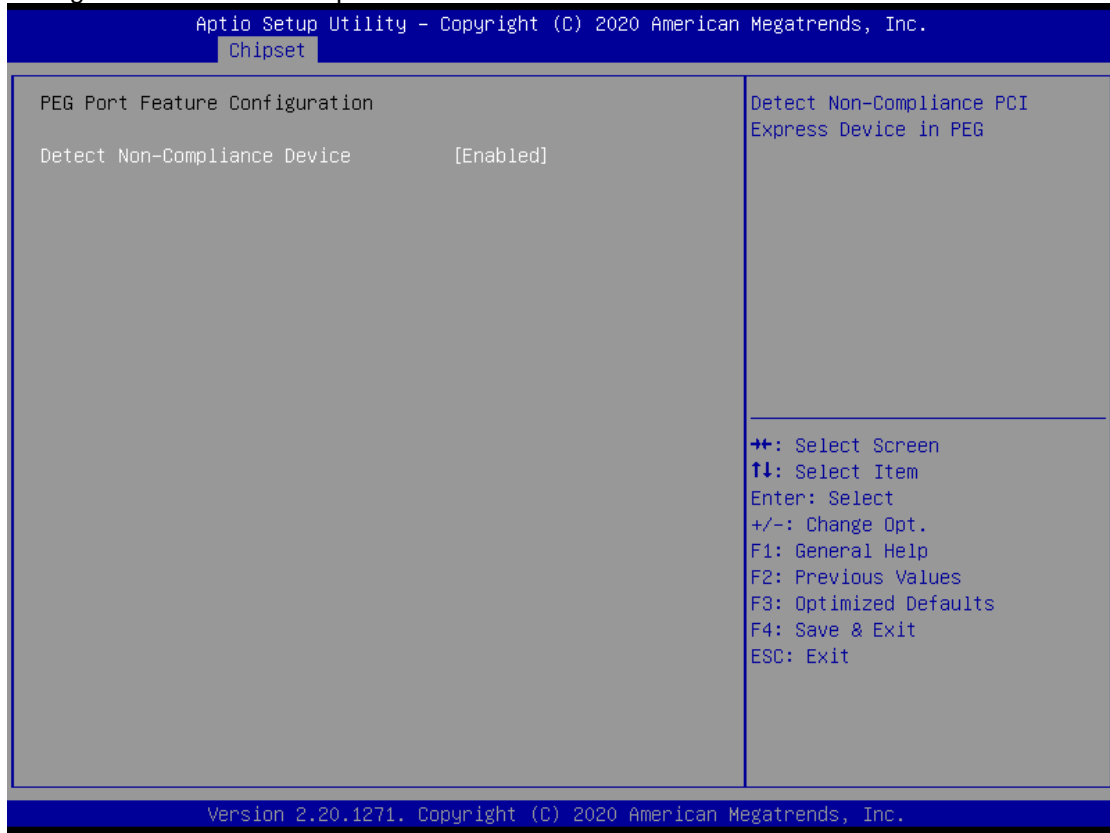 Aptio Setup Utility – Copyright (C) 2020 American Megatrends, Inc.
Chipset
PEG Port Feature Configuration
Detect Non-Compliance Device [Enabled]
Detect Non-Compliance PCI
Express Device in PEG
→←: Select Screen
↑↓: Select Item
Enter: Select
+/-: Change Opt.
F1: General Help
F2: Previous Values
F3: Optimized Defaults
F4: Save & Exit
ESC: Exit
Version 2.20.1271. Copyright (C) 2020 American Megatrends, Inc.